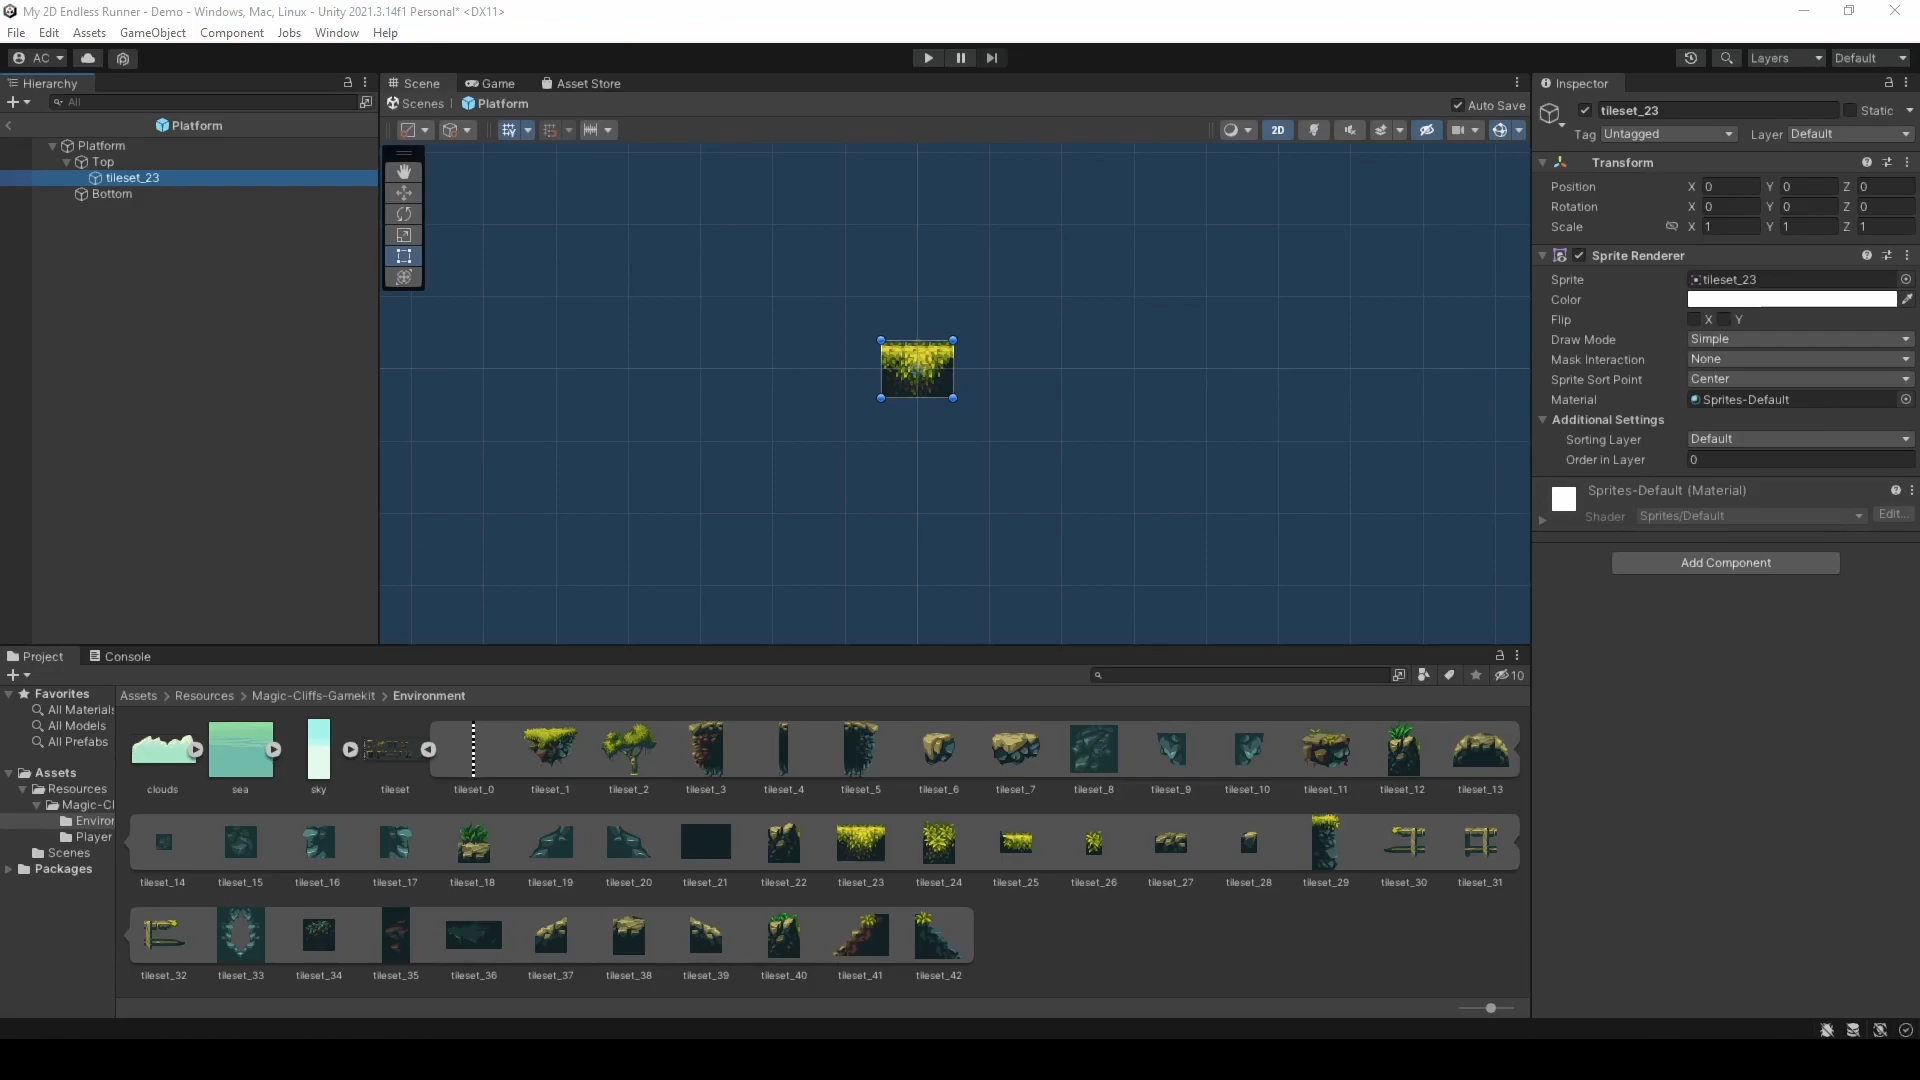 My 2D Endless Runner - Demo - Windows, Mac, Linux - Unity 2021.3.14f1 Personal* <DX11>
File Edit Assets GameObject Component Jobs Window Help
AC Layers Default
Hierarchy
All
Platform
Platform
Top
tileset_23
Bottom
Scene Game Asset Store
Scenes Platform Auto Save
2D
Inspector
tileset_23 Static
Tag Untagged Layer Default
Transform
Position X 0 Y 0 Z 0
Rotation X 0 Y 0 Z 0
Scale X 1 Y 1 Z 1
Sprite Renderer
Sprite tileset_23
Color
Flip X Y
Draw Mode Simple
Mask Interaction None
Sprite Sort Point Center
Material Sprites-Default
Additional Settings
Sorting Layer Default
Order in Layer 0
Sprites-Default (Material)
Shader Sprites/Default Edit...
Add Component
Project Console
10
Favorites
All Materials
All Models
All Prefabs
Assets
Resources
Magic-Cl
Enviror
Player
Scenes
Packages
Assets > Resources > Magic-Cliffs-Gamekit > Environment
clouds sea sky tileset tileset_0 tileset_1 tileset_2 tileset_3 tileset_4 tileset_5 tileset_6 tileset_7 tileset_8 tileset_9 tileset_10 tileset_11 tileset_12 tileset_13
tileset_14 tileset_15 tileset_16 tileset_17 tileset_18 tileset_19 tileset_20 tileset_21 tileset_22 tileset_23 tileset_24 tileset_25 tileset_26 tileset_27 tileset_28 tileset_29 tileset_30 tileset_31
tileset_32 tileset_33 tileset_34 tileset_35 tileset_36 tileset_37 tileset_38 tileset_39 tileset_40 tileset_41 tileset_42